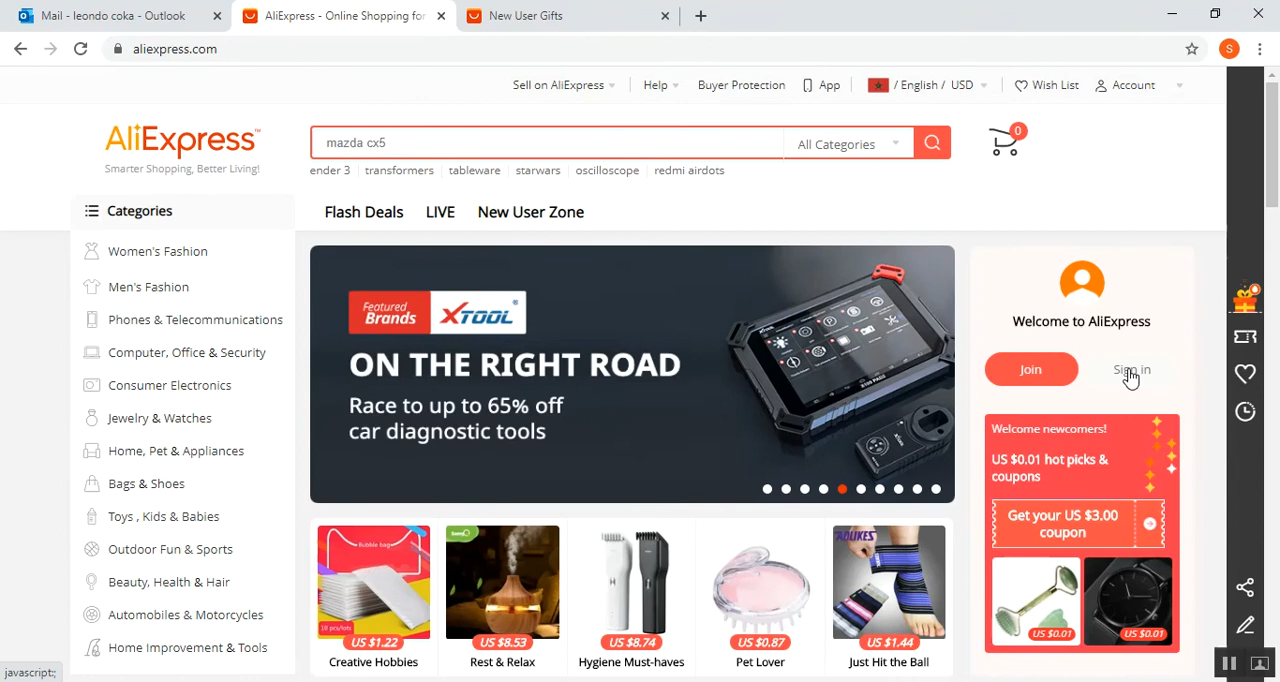 Mail - leondo coka - Outlook
AliExpress - Online Shopping for
New User Gifts
aliexpress.com
S
Sell on AliExpress
Help
Buyer Protection
App
/ English / USD
Wish List
Account
AliExpress™
Smarter Shopping, Better Living!
mazda cx5
All Categories
0
ender 3
transformers
tableware
starwars
oscilloscope
redmi airdots
Categories
Flash Deals
LIVE
New User Zone
Women's Fashion
Men's Fashion
Phones & Telecommunications
Computer, Office & Security
Consumer Electronics
Jewelry & Watches
Home, Pet & Appliances
Bags & Shoes
Toys , Kids & Babies
Outdoor Fun & Sports
Beauty, Health & Hair
Automobiles & Motorcycles
Home Improvement & Tools
Featured
Brands
XTOOL®
ON THE RIGHT ROAD
Race to up to 65% off
car diagnostic tools
Welcome to AliExpress
Join
Sign in
Welcome newcomers!
US $0.01 hot picks &
coupons
Get your US $3.00
coupon
US $0.01
US $0.01
Bubble bag
10 pcs/lots
US $1.22
Creative Hobbies
US $8.53
Rest & Relax
US $8.74
Hygiene Must-haves
US $0.87
Pet Lover
AOLIKES
US $1.44
Just Hit the Ball
javascript:;